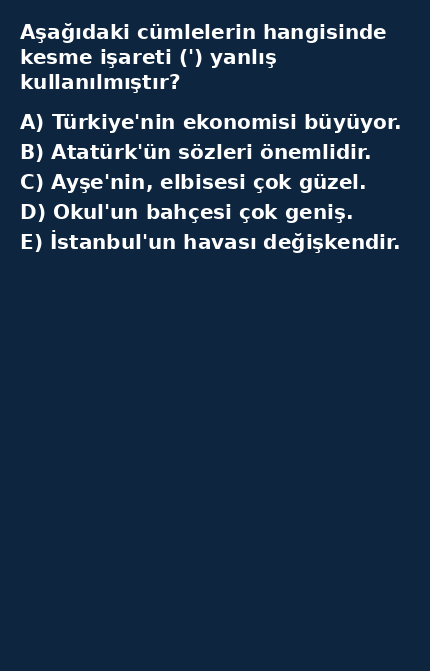 Aşağıdaki cümlelerin hangisinde
kesme işareti (') yanlış
kullanılmıştır?
A) Türkiye'nin ekonomisi büyüyor.
B) Atatürk'ün sözleri önemlidir.
C) Ayşe'nin, elbisesi çok güzel.
D) Okul'un bahçesi çok geniş.
E) İstanbul'un havası değişkendir.